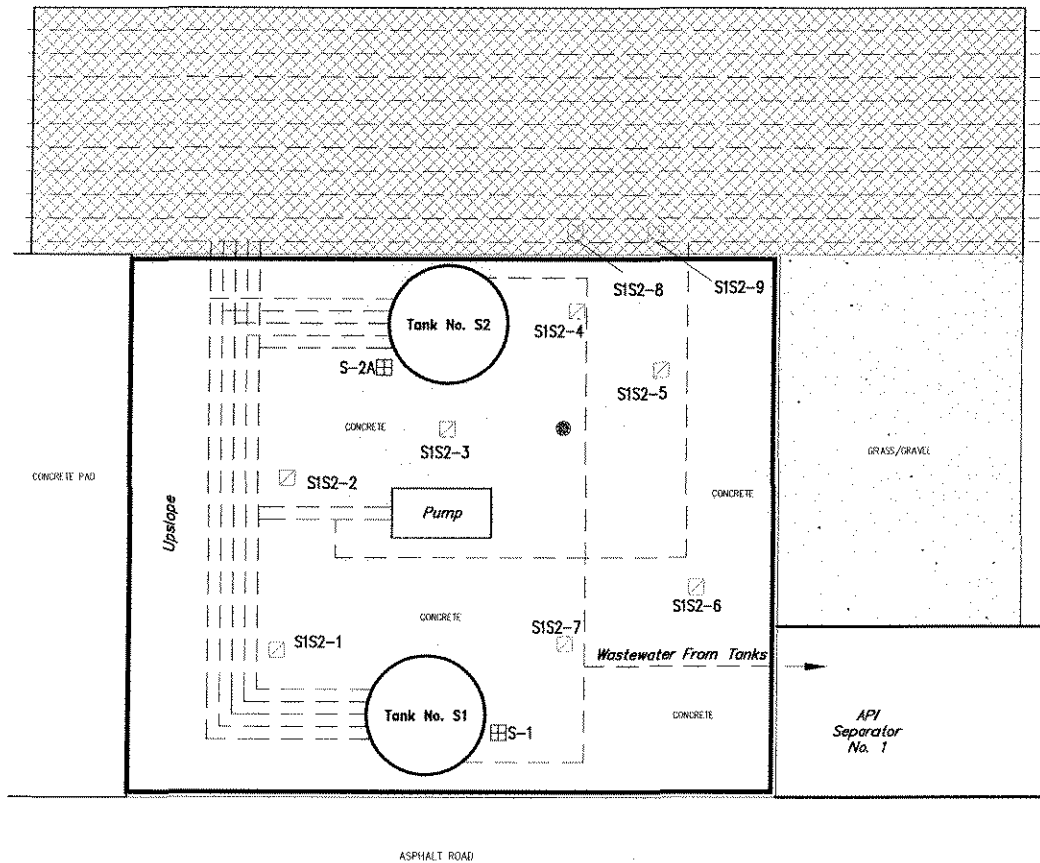 S1S2-8
S1S2-9
Tank No. S2
S1S2-4
S-2A
S1S2-5
CONCRETE
S1S2-3
GRASS/GRAVEL
CONCRETE PAD
S1S2-2
CONCRETE
Upslope
Pump
S1S2-6
CONCRETE
S1S2-7
S1S2-1
Wastewater From Tanks
Tank No. S1
S-1
CONCRETE
API
Separator
No. 1
ASPHALT ROAD